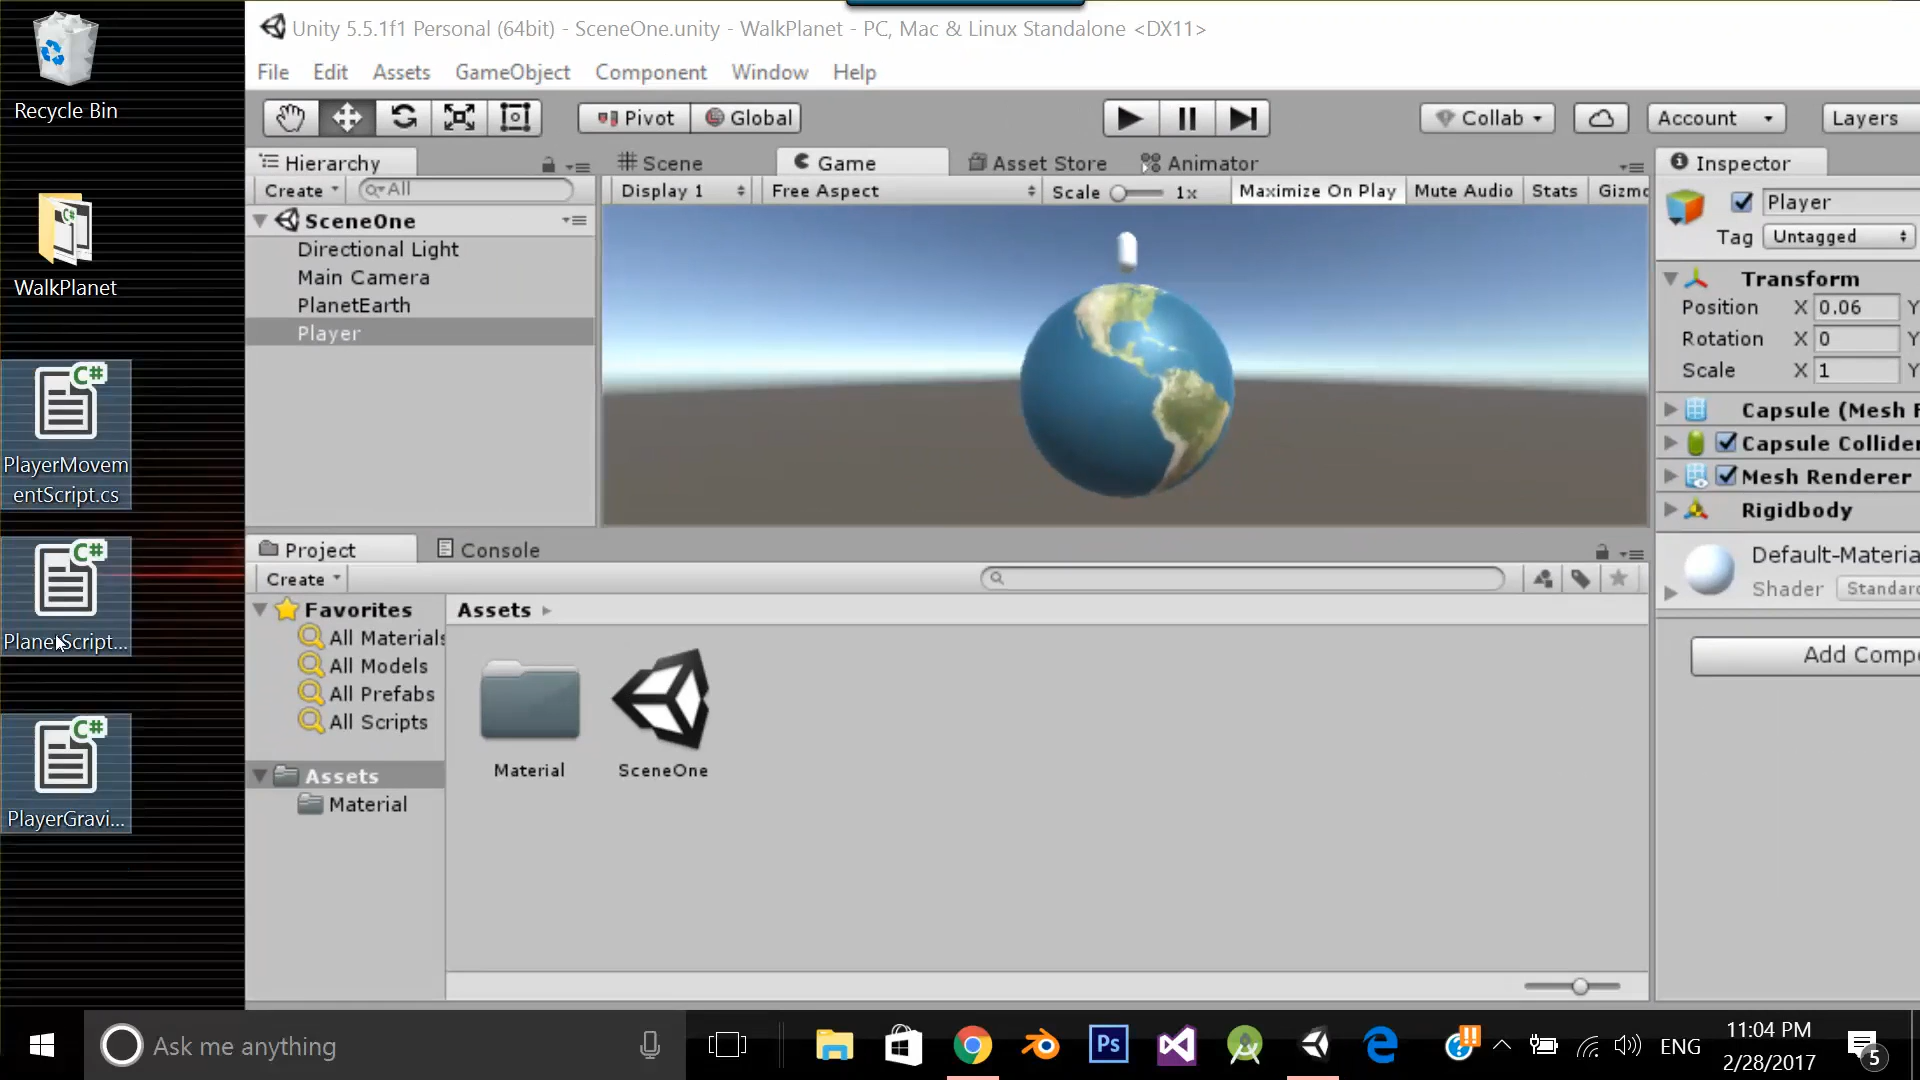 Recycle Bin
WalkPlanet
C#
PlayerMovem
entScript.cs
C#
Script...
C#
PlayerGravi...
Unity 5.5.1f1 Personal (64bit) - SceneOne.unity - WalkPlanet - PC, Mac & Linux Standalone <DX11>
File Edit Assets GameObject Component Window Help
Pivot Global Collab Account Layers
Hierarchy
Create All
SceneOne
Directional Light
Main Camera
PlanetEarth
Player
Scene Game Asset Store Animator
Display 1 Free Aspect Scale 1x Maximize On Play Mute Audio Stats Gizmo
Inspector
Player
Tag Untagged
Transform
Position X 0.06 Y
Rotation X 0 Y
Scale X 1 Y
Capsule (Mesh F
Capsule Collider
Mesh Renderer
Rigidbody
Default-Materia
Shader Standard
Add Compo
Project Console
Create
Favorites
All Materials
All Models
All Prefabs
All Scripts
Assets
Material
Assets
Material SceneOne
Ask me anything
Ps
ENG
11:04 PM
2/28/2017
5